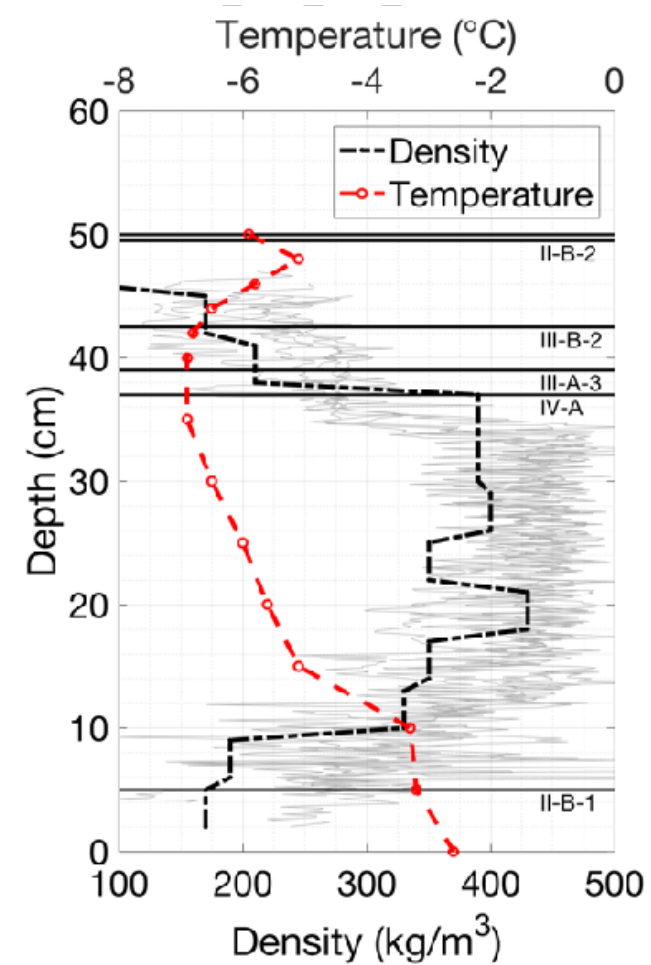 Temperature (°C)
-8 -6 -4 -2 0
60
Density
Temperature
50
II-B-2
III-B-2
40
III-A-3
IV-A
30
Depth (cm)
20
10
II-B-1
0
100 200 300 400 500
Density (kg/m³)